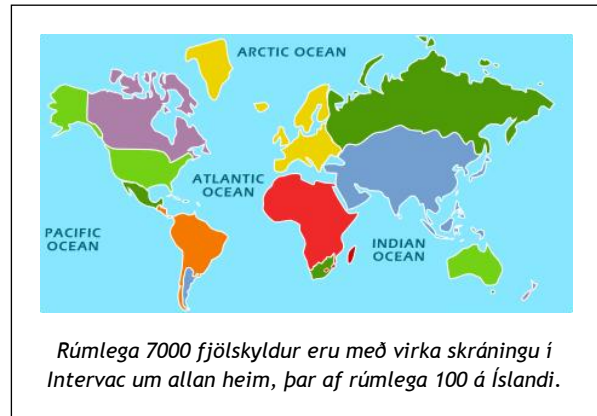 ARCTIC OCEAN
ATLANTIC
OCEAN
PACIFIC
OCEAN
INDIAN
OCEAN
Rúmlega 7000 fjölskyldur eru með virka skráningu í
Intervac um allan heim, þar af rúmlega 100 á Íslandi.